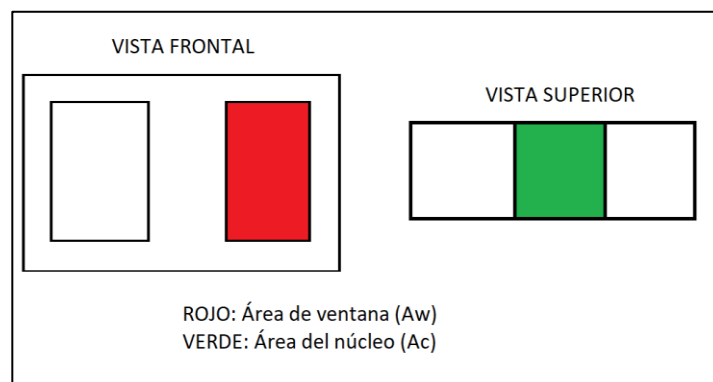 VISTA FRONTAL
VISTA SUPERIOR
ROJO: Área de ventana (Aw)
VERDE: Área del núcleo (Ac)